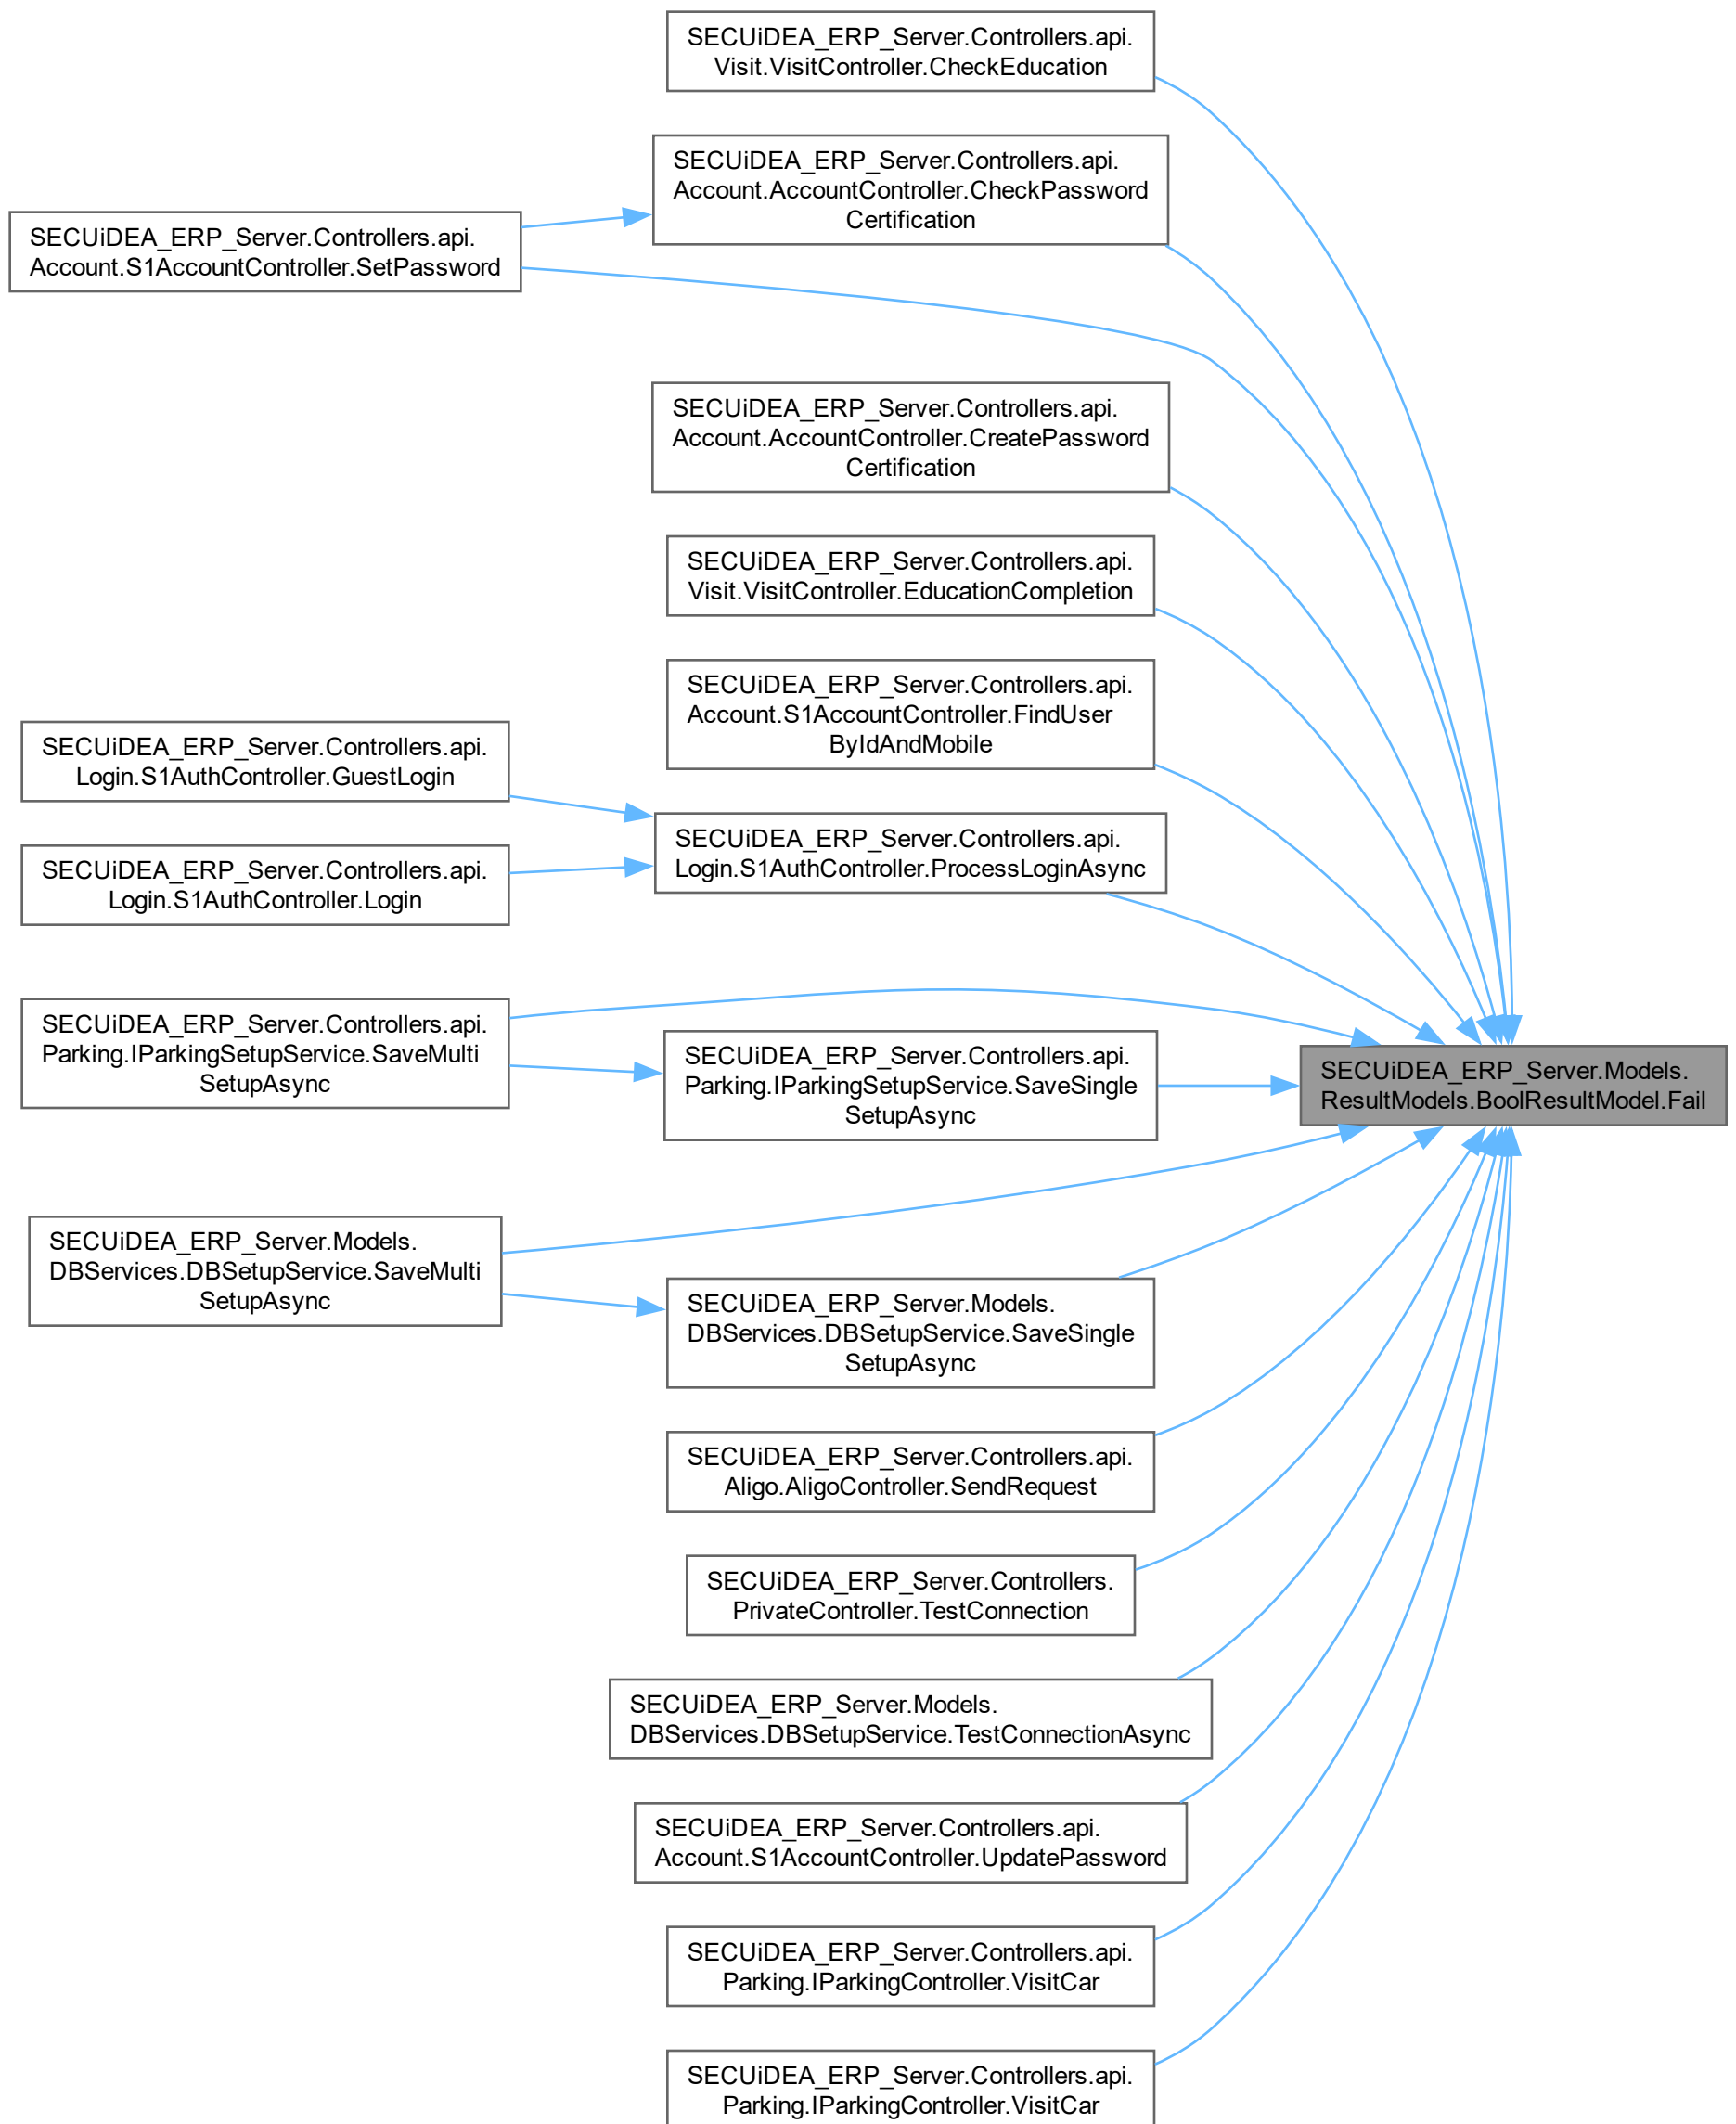 SECUiDEA_ERP_Server.Controllers.api.
Visit.VisitController.CheckEducation
SECUiDEA_ERP_Server.Controllers.api.
Account.AccountController.CheckPassword
Certification
SECUiDEA_ERP_Server.Controllers.api.
Account.S1AccountController.SetPassword
SECUiDEA_ERP_Server.Controllers.api.
Account.AccountController.CreatePassword
Certification
SECUiDEA_ERP_Server.Controllers.api.
Visit.VisitController.EducationCompletion
SECUiDEA_ERP_Server.Controllers.api.
Account.S1AccountController.FindUser
ByIdAndMobile
SECUiDEA_ERP_Server.Controllers.api.
Login.S1AuthController.GuestLogin
SECUiDEA_ERP_Server.Controllers.api.
Login.S1AuthController.ProcessLoginAsync
SECUiDEA_ERP_Server.Controllers.api.
Login.S1AuthController.Login
SECUiDEA_ERP_Server.Controllers.api.
Parking.IParkingSetupService.SaveMulti
SetupAsync
SECUiDEA_ERP_Server.Controllers.api.
Parking.IParkingSetupService.SaveSingle
SetupAsync
SECUiDEA_ERP_Server.Models.
ResultModels.BoolResultModel.Fail
SECUiDEA_ERP_Server.Models.
DBServices.DBSetupService.SaveMulti
SetupAsync
SECUiDEA_ERP_Server.Models.
DBServices.DBSetupService.SaveSingle
SetupAsync
SECUiDEA_ERP_Server.Controllers.api.
Aligo.AligoController.SendRequest
SECUiDEA_ERP_Server.Controllers.
PrivateController.TestConnection
SECUiDEA_ERP_Server.Models.
DBServices.DBSetupService.TestConnectionAsync
SECUiDEA_ERP_Server.Controllers.api.
Account.S1AccountController.UpdatePassword
SECUiDEA_ERP_Server.Controllers.api.
Parking.IParkingController.VisitCar
SECUiDEA_ERP_Server.Controllers.api.
Parking.IParkingController.VisitCar